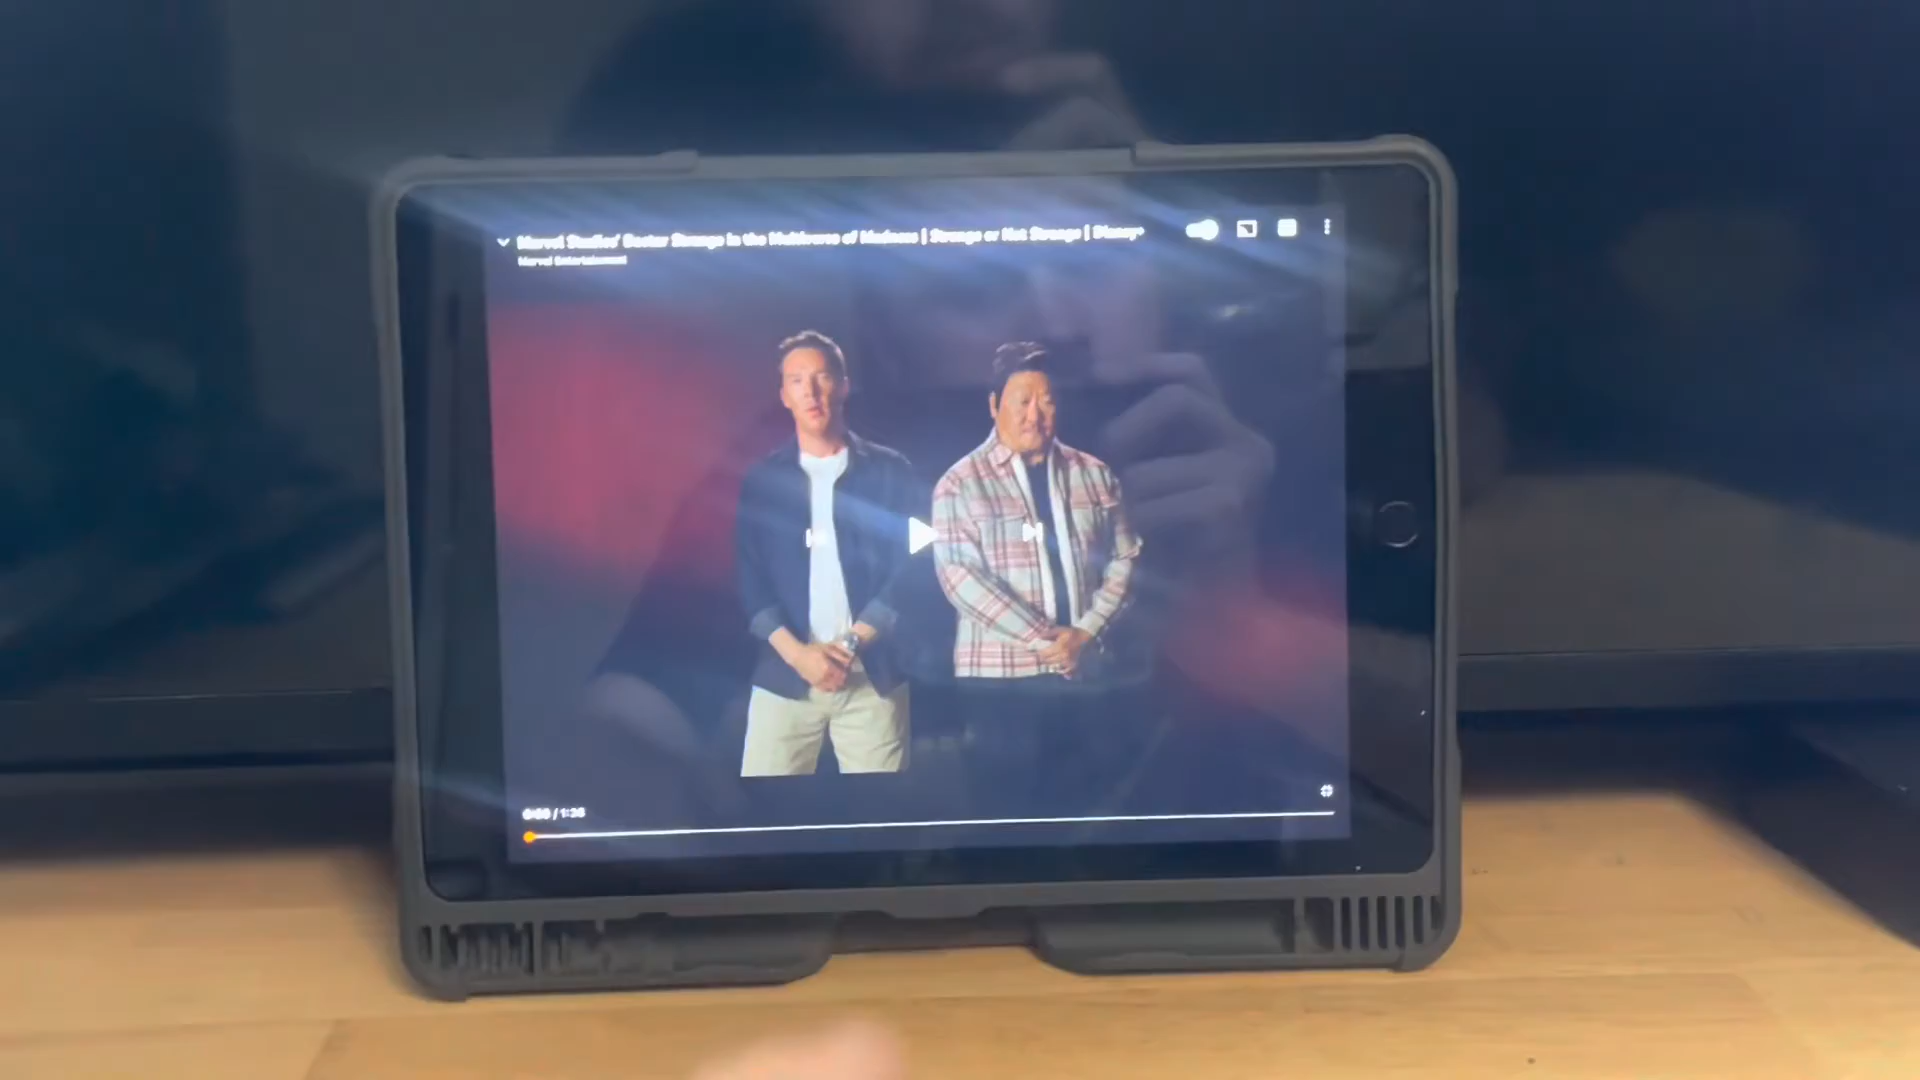 Marvel Studios' Doctor Strange in the Multiverse of Madness | Strange or Not Strange | Disney+
Marvel Entertainment
0:00 / 1:36